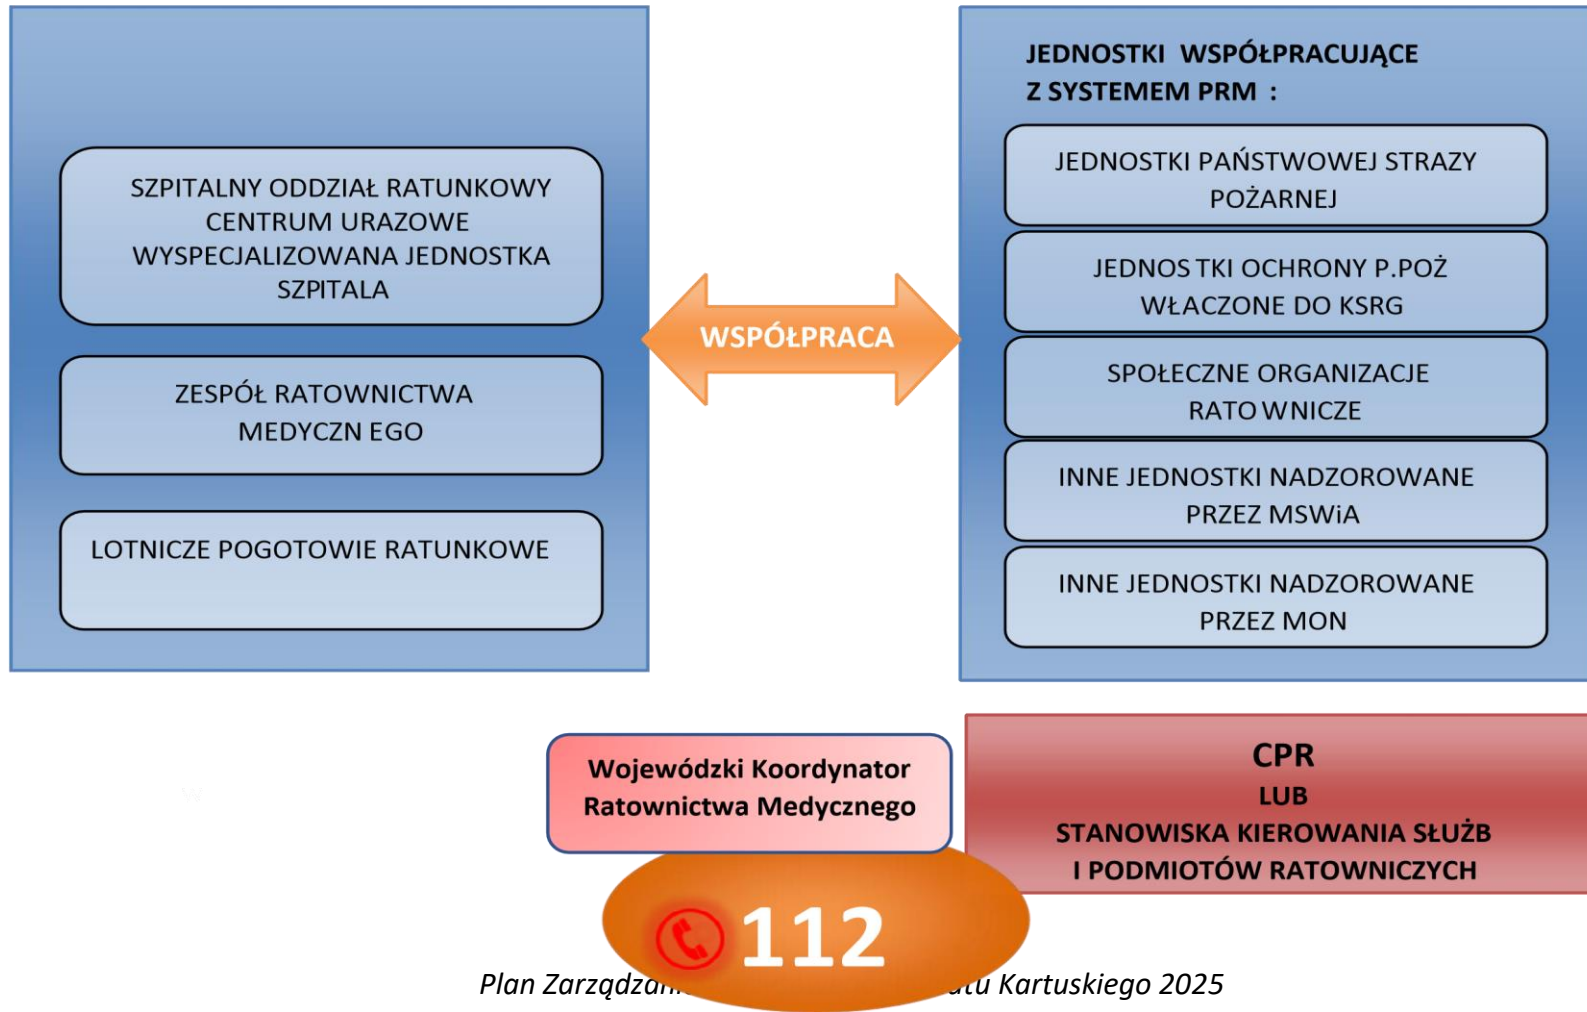 SZPITALNY ODDZIAŁ RATUNKOWY
CENTRUM URAZOWE
WYSPECJALIZOWANA JEDNOSTKA
SZPITALA
ZESPÓŁ RATOWNICTWA
MEDYCZN EGO
LOTNICZE POGOTOWIE RATUNKOWE
WSPÓŁPRACA
JEDNOSTKI WSPÓŁPRACUJĄCE
Z SYSTEMEM PRM :
JEDNOSTKI PAŃSTWOWEJ STRAZY
POŻARNEJ
JEDNOS TKI OCHRONY P.POŻ
WŁACZONE DO KSRG
SPOŁECZNE ORGANIZACJE
RATO WNICZE
INNE JEDNOSTKI NADZOROWANE
PRZEZ MSWiA
INNE JEDNOSTKI NADZOROWANE
PRZEZ MON
Wojewódzki Koordynator
Ratownictwa Medycznego
CPR
LUB
STANOWISKA KIEROWANIA SŁUŻB
I PODMIOTÓW RATOWNICZYCH
112
Plan Kartuskiego 2025